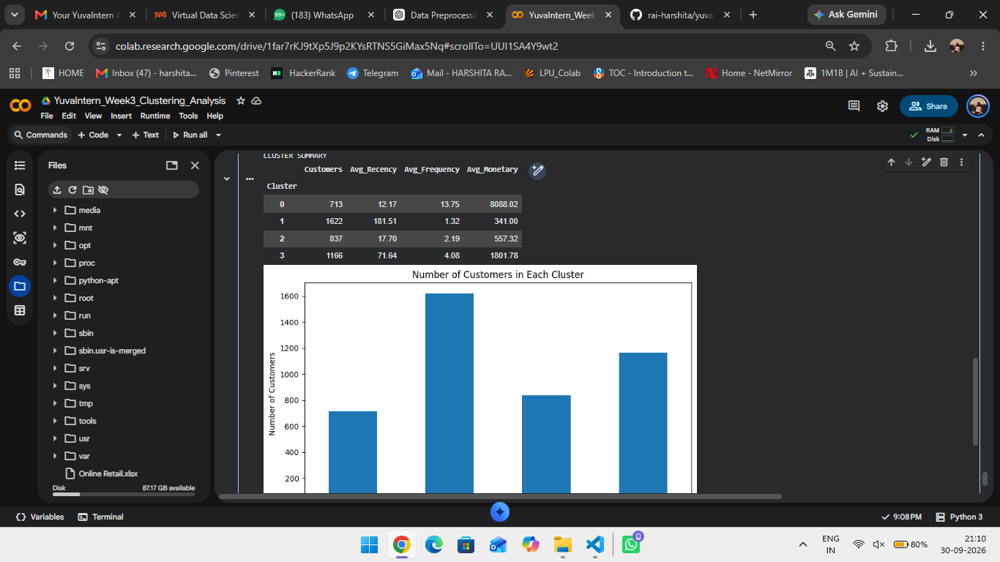 Your YuvaIntern A
Virtual Data Scien
99+ (183) WhatsApp
Data Preprocessin
YuvaIntern_Week
rai-harshita/yuva
Ask Gemini
colab.research.google.com/drive/1far7rKJ9tXp5J9p2KYsRTNS5GiMax5Nq#scrollTo=UUI1SA4Y9wt2
HOME
Inbox (47) - harshita...
Pinterest
HackerRank
Telegram
Mail - HARSHITA RA...
LPU_Colab
TOC - Introduction t...
Home - NetMirror
1M1B | AI + Sustain...
YuvaIntern_Week3_Clustering_Analysis
File Edit View Insert Runtime Tools Help
Share
Commands + Code + Text Run all
RAM
Disk
Files
media
mnt
opt
proc
python-apt
root
run
sbin
sbin.usr-is-merged
srv
sys
tmp
tools
usr
var
Online Retail.xlsx
Disk 87.17 GB available
CLUSTER SUMMARY
Customers Avg_Recency Avg_Frequency Avg_Monetary
Cluster
0 713 12.17 13.75 8088.02
1 1622 181.51 1.32 341.00
2 837 17.70 2.19 557.32
3 1166 71.64 4.08 1801.78
Number of Customers in Each Cluster
Number of Customers
1600
1400
1200
1000
800
600
400
200
Variables Terminal
9:08 PM Python 3
ENG
IN
80%
21:10
30-09-2026